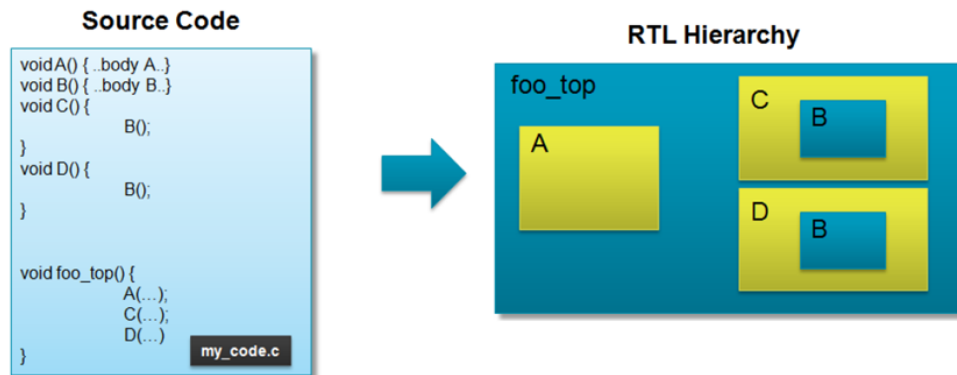 Source Code
void A() { ..body A..}
void B() { ..body B..}
void C() {
B();
}
void D() {
B();
}
void foo_top() {
A(...);
C(...);
D(...)
}
my_code.c
RTL Hierarchy
foo_top
A
C
B
D
B